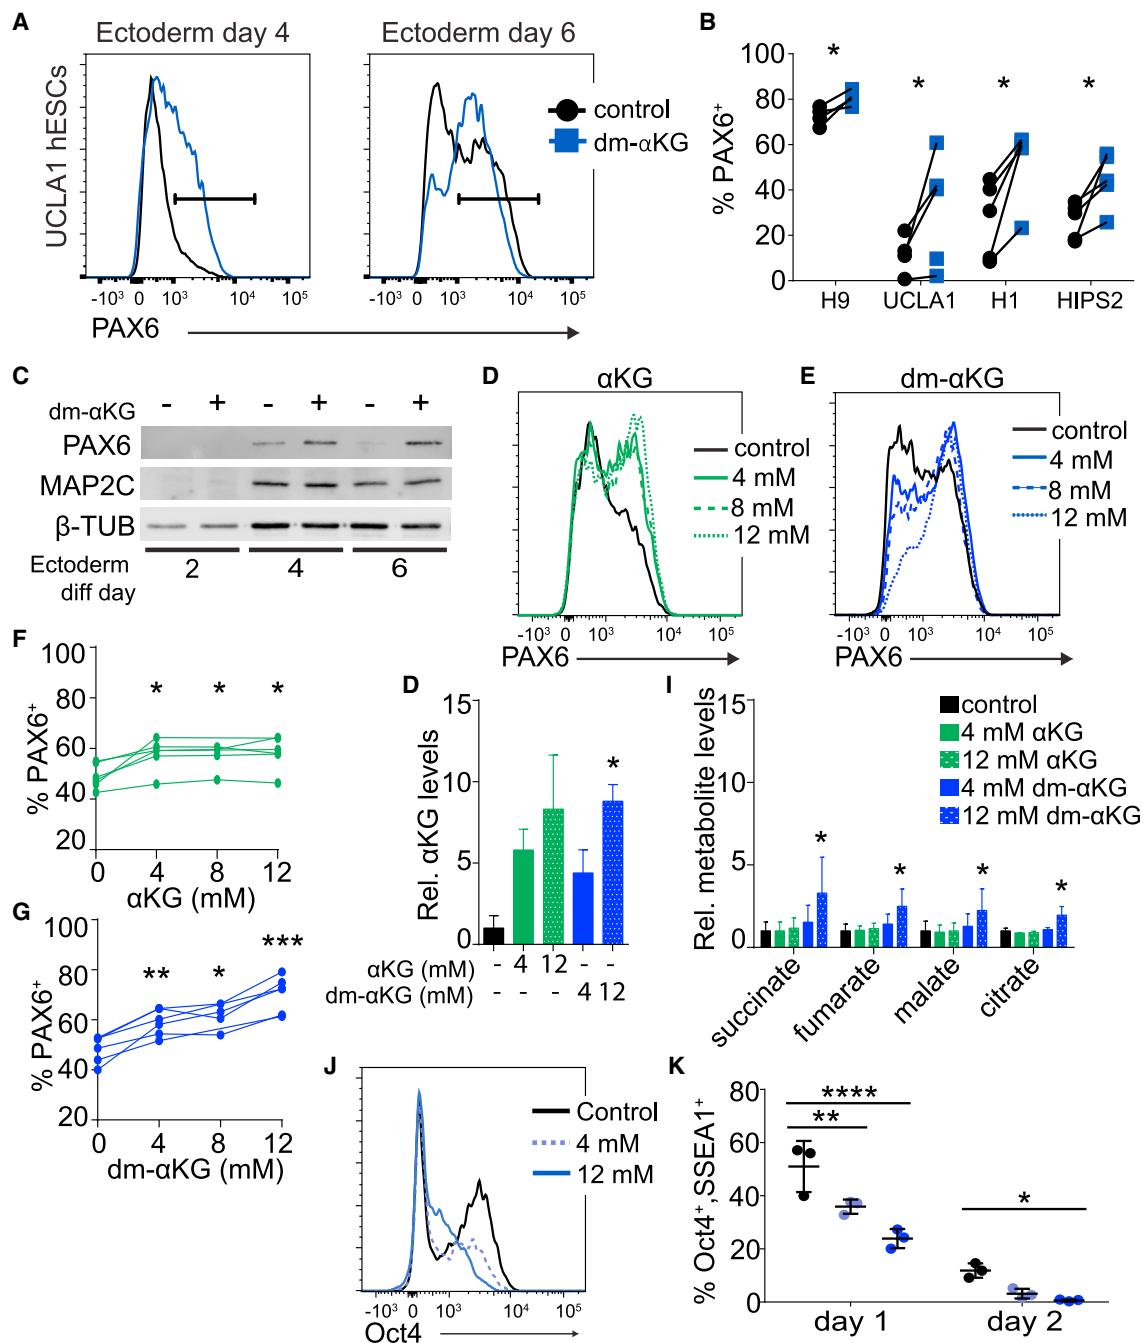 A
Ectoderm day 4
Ectoderm day 6
UCLA1 hESCs
control
dm-αKG
-10³ 0 10³ 10⁴ 10⁵
-10³ 0 10³ 10⁴ 10⁵
PAX6
B
% PAX6⁺
100
80
60
40
20
0
* * * *
H9 UCLA1 H1 HIPS2
C
dm-αKG - + - + - +
PAX6
MAP2C
β-TUB
Ectoderm diff day
2 4 6
D
αKG
control
4 mM
8 mM
12 mM
-10³ 0 10³ 10⁴ 10⁵
PAX6
E
dm-αKG
control
4 mM
8 mM
12 mM
-10³ 0 10³ 10⁴ 10⁵
PAX6
F
% PAX6⁺
100
80
60
40
20
* * *
0 4 8 12
αKG (mM)
G
% PAX6⁺
100
80
60
40
20
** * ***
0 4 8 12
dm-αKG (mM)
D
Rel. αKG levels
15
10
5
0
*
αKG (mM) - 4 12 - -
dm-αKG (mM) - - - 4 12
I
Rel. metabolite levels
15
10
5
0
control
4 mM αKG
12 mM αKG
4 mM dm-αKG
12 mM dm-αKG
* * * *
succinate fumarate malate citrate
J
Control
4 mM
12 mM
-10³ 0 10³ 10⁴ 10⁵
Oct4
K
% Oct4⁺,SSEA1⁺
80
60
40
20
0
****
**
*
day 1 day 2